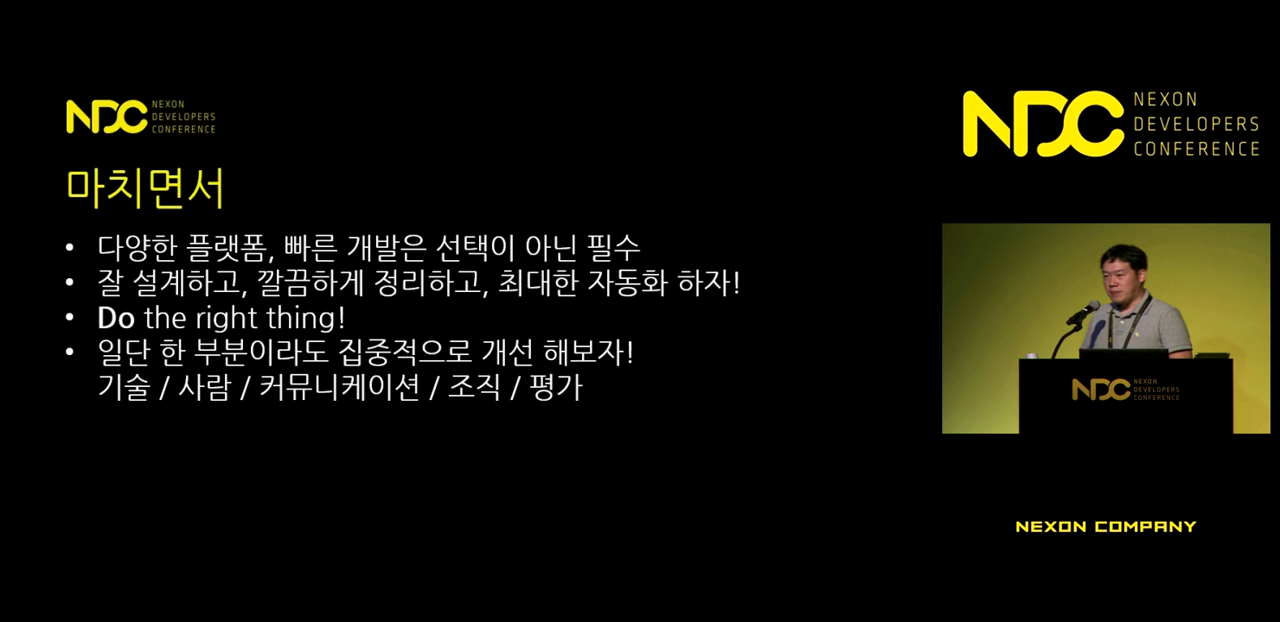 NDC NEXON DEVELOPERS CONFERENCE
마치면서
• 다양한 플랫폼, 빠른 개발은 선택이 아닌 필수
• 잘 설계하고, 깔끔하게 정리하고, 최대한 자동화 하자!
• Do the right thing!
• 일단 한 부분이라도 집중적으로 개선 해보자!
기술 / 사람 / 커뮤니케이션 / 조직 / 평가
NDC NEXON DEVELOPERS CONFERENCE
NDC NEXON DEVELOPERS CONFERENCE
NEXON COMPANY